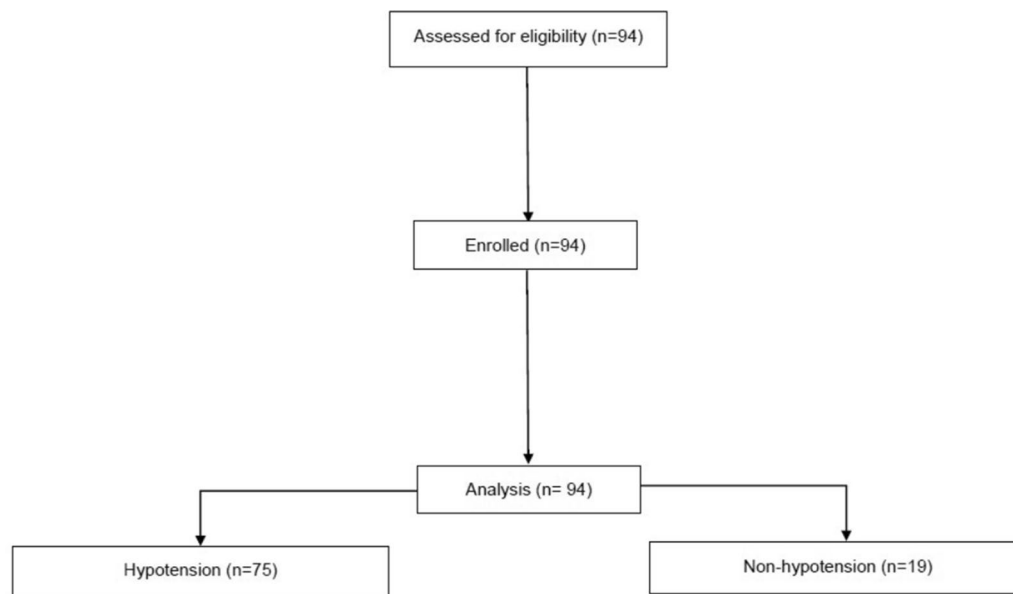 Assessed for eligibility (n=94)
Enrolled (n=94)
Analysis (n= 94)
Hypotension (n=75)
Non-hypotension (n=19)